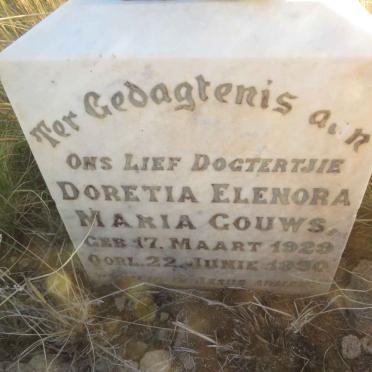 Ter Gedagtenis aan
Ons Lief Dogtertjie
Doretia Elenora
Maria Gouws.
Geb 17. Maart 1929
Oorl. 22 Junie 1930